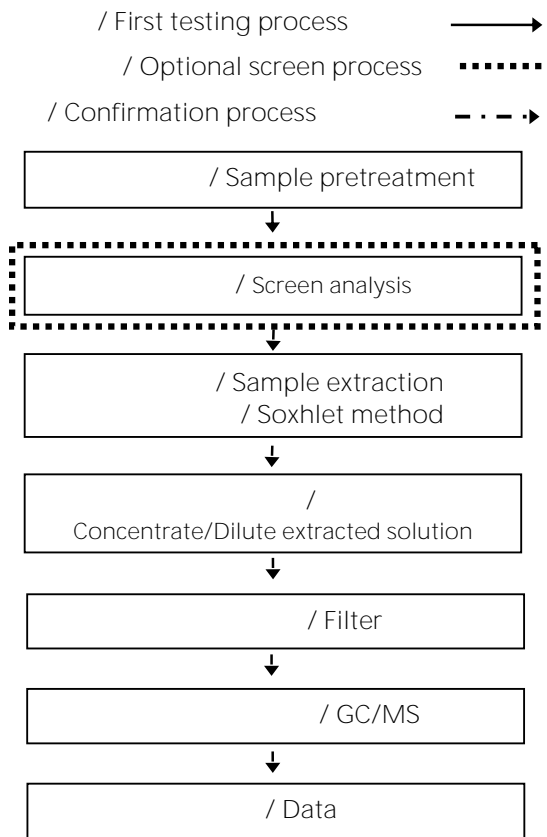 / First testing process
/ Optional screen process
/ Confirmation process
/ Sample pretreatment
/ Screen analysis
/ Sample extraction
/ Soxhlet method
/
Concentrate/Dilute extracted solution
/ Filter
/ GC/MS
/ Data